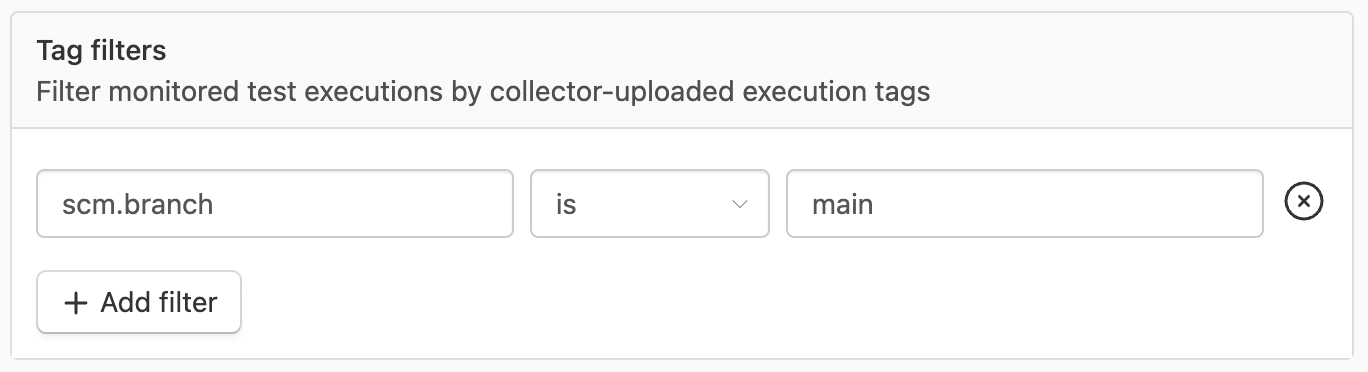 Tag filters
Filter monitored test executions by collector-uploaded execution tags
scm.branch is main
Add filter